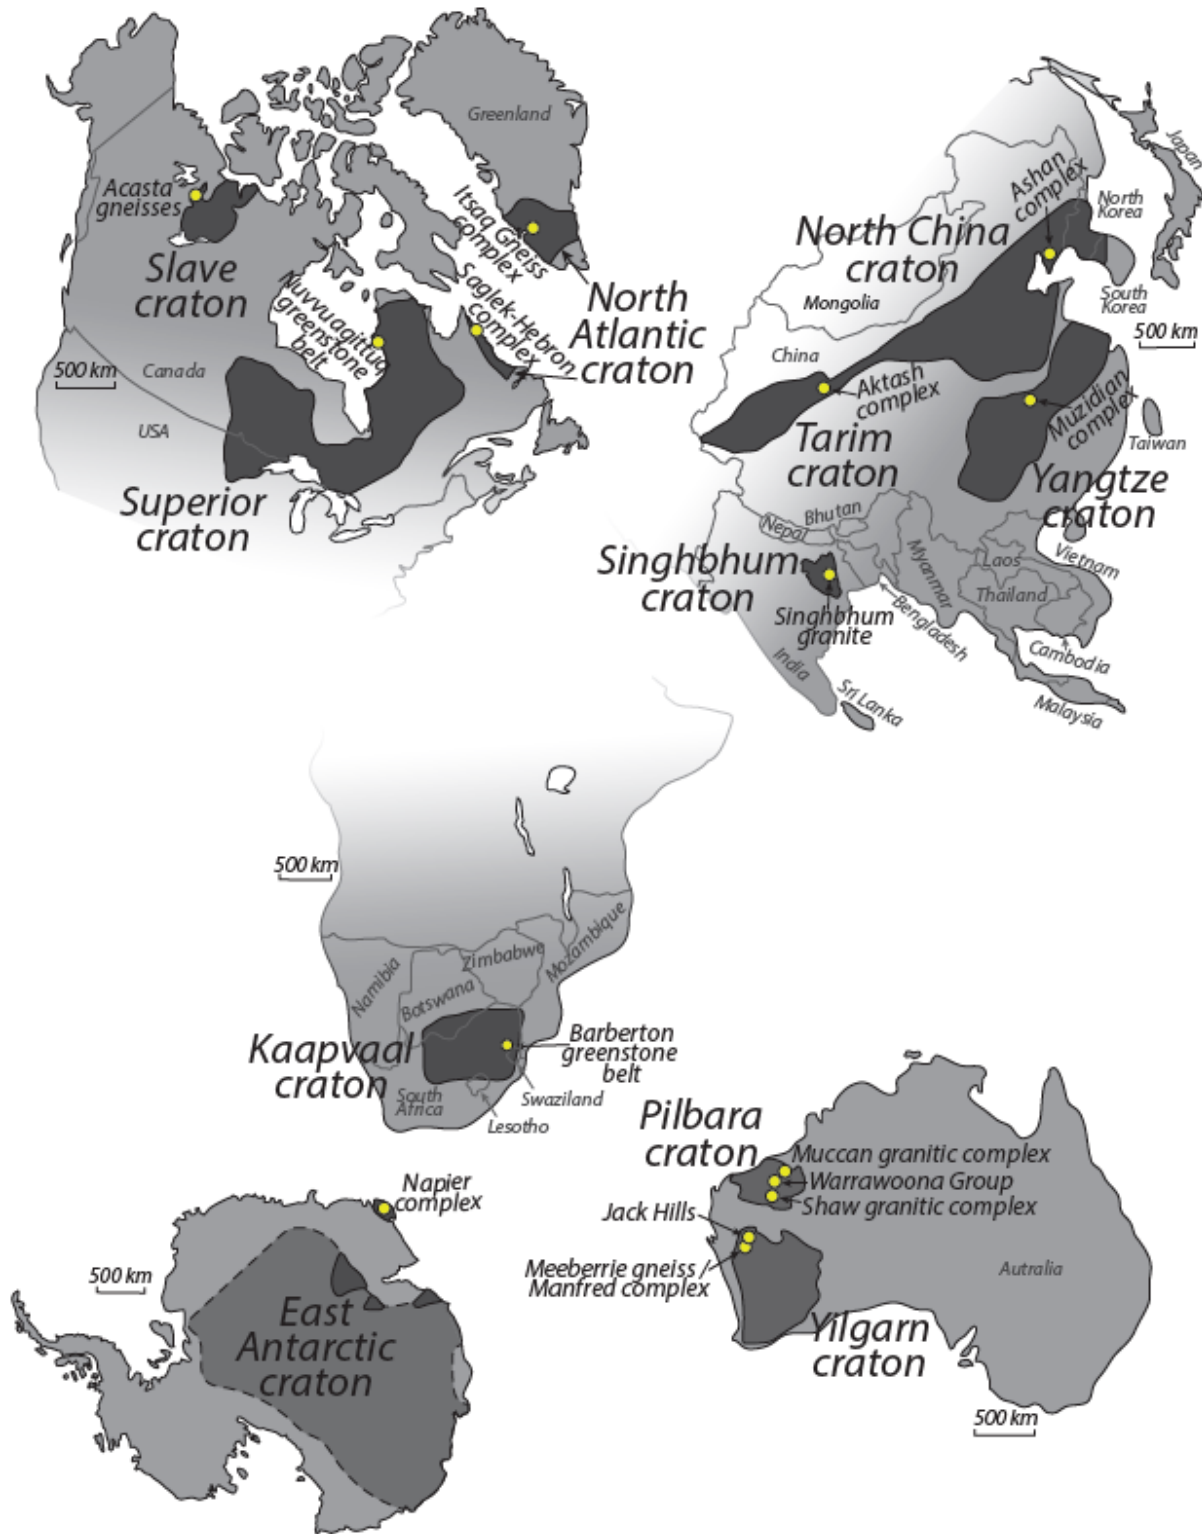 Greenland
Acasta
gneisses
Slave
craton
Itsaq Gneiss
complex
Saglek-Hebron
complex
Nuvvuagittuq
greenstone
belt
North
Atlantic
craton
500 km
Canada
USA
Superior
craton
Japan
Ashan
complex
North
Korea
North China
craton
Mongolia
South
Korea
500 km
China
Aktash
complex
Muzidian
complex
Tarim
craton
Taiwan
Yangtze
craton
Bhutan
Nepal
Singhbhum
craton
Myanmar
Laos
Vietnam
Thailand
Singhbhum
granite
Bengladesh
Cambodia
India
Sri Lanka
Malaysia
500 km
Namibia
Botswana
Zimbabwe
Mozambique
Kaapvaal
craton
Barberton
greenstone
belt
South
Africa
Swaziland
Lesotho
Pilbara
craton
Muccan granitic complex
Warrawoona Group
Shaw granitic complex
Jack Hills
Meeberrie gneiss /
Manfred complex
Autralia
Yilgarn
craton
500 km
Napier
complex
500 km
East
Antarctic
craton